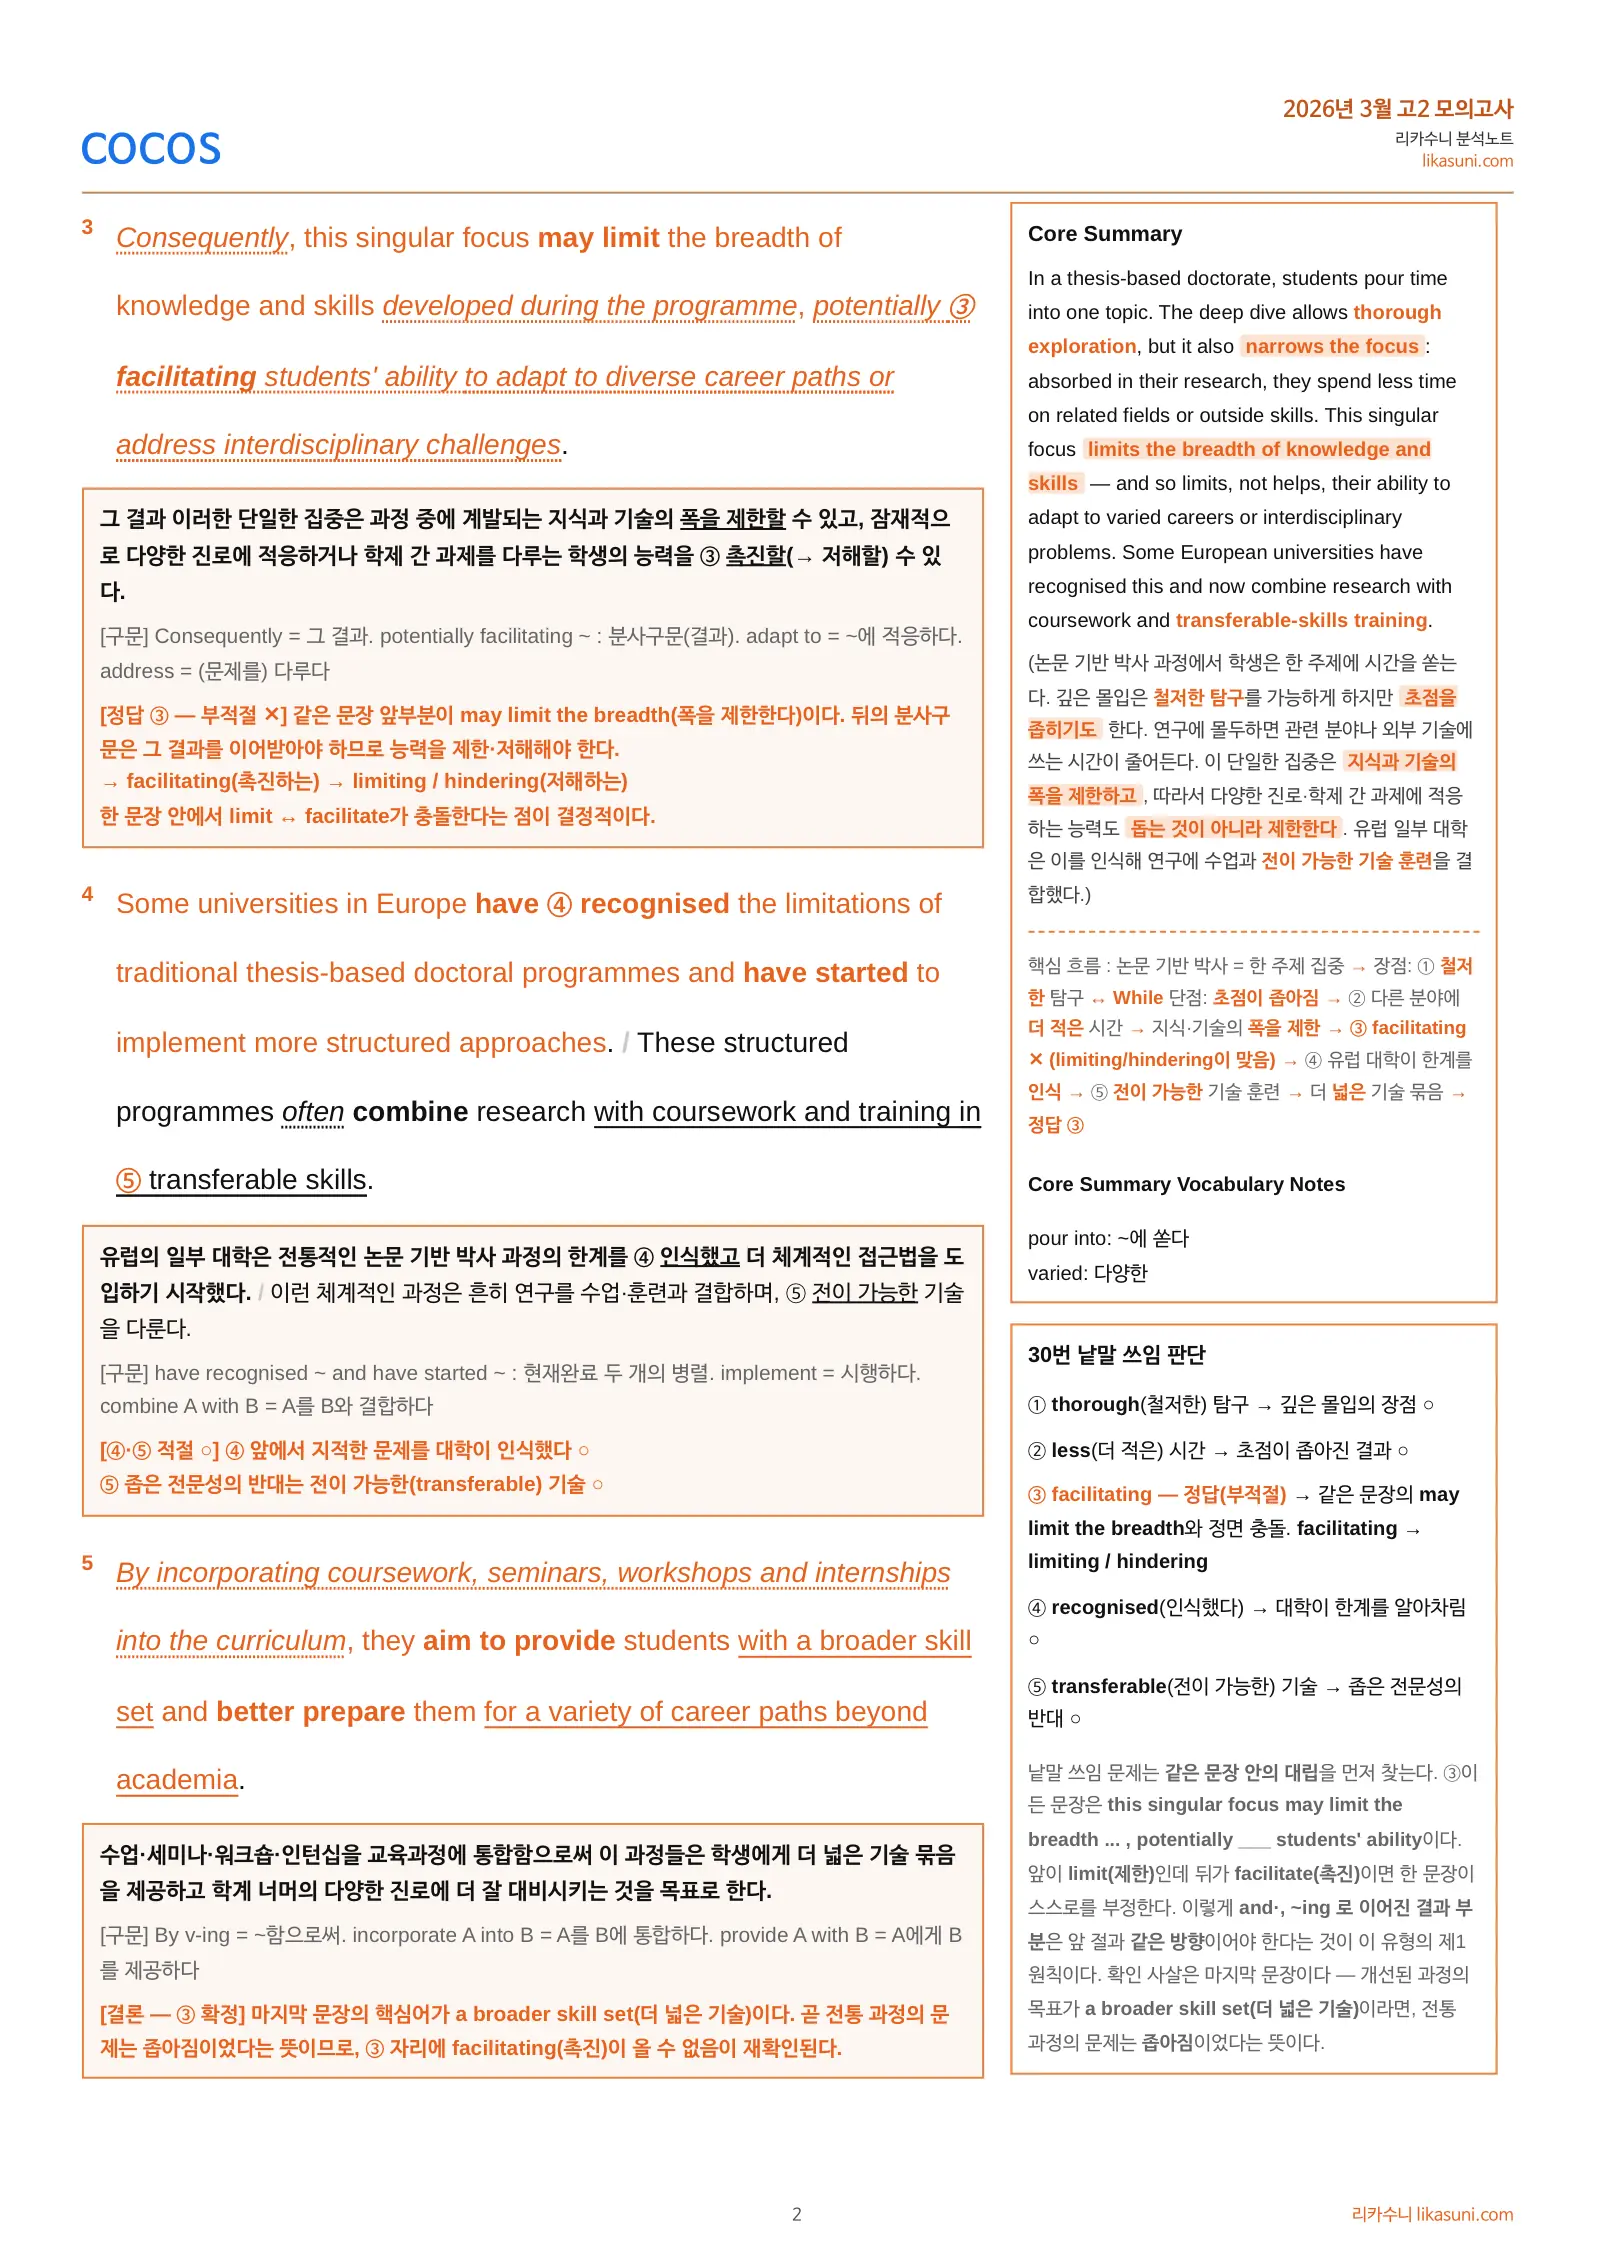 cocos
2026년 3월 고2 모의고사
리카수니 분석노트
likasuni.com
3
Consequently, this singular focus may limit the breadth of
knowledge and skills developed during the programme, potentially ③
facilitating students' ability to adapt to diverse career paths or
address interdisciplinary challenges.
그 결과 이러한 단일한 집중은 과정 중에 계발되는 지식과 기술의 폭을 제한할 수 있고, 잠재적으
로 다양한 진로에 적응하거나 학제 간 과제를 다루는 학생의 능력을 ③ 촉진할(→ 저해할) 수 있
다.
[구문] Consequently = 그 결과. potentially facilitating ~ : 분사구문(결과). adapt to = ~에 적응하다.
address = (문제를) 다루다
[정답 ③ — 부적절 ✕] 같은 문장 앞부분이 may limit the breadth(폭을 제한한다)이다. 뒤의 분사구
문은 그 결과를 이어받아야 하므로 능력을 제한·저해해야 한다.
→ facilitating(촉진하는) → limiting / hindering(저해하는)
한 문장 안에서 limit ↔ facilitate가 충돌한다는 점이 결정적이다.
4
Some universities in Europe have ④ recognised the limitations of
traditional thesis-based doctoral programmes and have started to
implement more structured approaches. / These structured
programmes often combine research with coursework and training in
⑤ transferable skills.
유럽의 일부 대학은 전통적인 논문 기반 박사 과정의 한계를 ④ 인식했고 더 체계적인 접근법을 도
입하기 시작했다. / 이런 체계적인 과정은 흔히 연구를 수업·훈련과 결합하며, ⑤ 전이 가능한 기술
을 다룬다.
[구문] have recognised ~ and have started ~ : 현재완료 두 개의 병렬. implement = 시행하다.
combine A with B = A를 B와 결합하다
[④·⑤ 적절 ○] ④ 앞에서 지적한 문제를 대학이 인식했다 ○
⑤ 좁은 전문성의 반대는 전이 가능한(transferable) 기술 ○
5
By incorporating coursework, seminars, workshops and internships
into the curriculum, they aim to provide students with a broader skill
set and better prepare them for a variety of career paths beyond
academia.
수업·세미나·워크숍·인턴십을 교육과정에 통합함으로써 이 과정들은 학생에게 더 넓은 기술 묶음
을 제공하고 학계 너머의 다양한 진로에 더 잘 대비시키는 것을 목표로 한다.
[구문] By v-ing = ~함으로써. incorporate A into B = A를 B에 통합하다. provide A with B = A에게 B
를 제공하다
[결론 — ③ 확정] 마지막 문장의 핵심어가 a broader skill set(더 넓은 기술)이다. 곧 전통 과정의 문
제는 좁아짐이었다는 뜻이므로, ③ 자리에 facilitating(촉진)이 올 수 없음이 재확인된다.
Core Summary
In a thesis-based doctorate, students pour time
into one topic. The deep dive allows thorough
exploration, but it also narrows the focus :
absorbed in their research, they spend less time
on related fields or outside skills. This singular
focus limits the breadth of knowledge and
skills — and so limits, not helps, their ability to
adapt to varied careers or interdisciplinary
problems. Some European universities have
recognised this and now combine research with
coursework and transferable-skills training.
(논문 기반 박사 과정에서 학생은 한 주제에 시간을 쏟는
다. 깊은 몰입은 철저한 탐구를 가능하게 하지만 초점을
좁히기도 한다. 연구에 몰두하면 관련 분야나 외부 기술에
쓰는 시간이 줄어든다. 이 단일한 집중은 지식과 기술의
폭을 제한하고 , 따라서 다양한 진로·학제 간 과제에 적응
하는 능력도 돕는 것이 아니라 제한한다 . 유럽 일부 대학
은 이를 인식해 연구에 수업과 전이 가능한 기술 훈련을 결
합했다.)
핵심 흐름 : 논문 기반 박사 = 한 주제 집중 → 장점: ① 철저
한 탐구 ↔ While 단점: 초점이 좁아짐 → ② 다른 분야에
더 적은 시간 → 지식·기술의 폭을 제한 → ③ facilitating
✕ (limiting/hindering이 맞음) → ④ 유럽 대학이 한계를
인식 → ⑤ 전이 가능한 기술 훈련 → 더 넓은 기술 묶음 →
정답 ③
Core Summary Vocabulary Notes
pour into: ~에 쏟다
varied: 다양한
30번 낱말 쓰임 판단
① thorough(철저한) 탐구 → 깊은 몰입의 장점 ○
② less(더 적은) 시간 → 초점이 좁아진 결과 ○
③ facilitating — 정답(부적절) → 같은 문장의 may
limit the breadth와 정면 충돌. facilitating →
limiting / hindering
④ recognised(인식했다) → 대학이 한계를 알아차림
○
⑤ transferable(전이 가능한) 기술 → 좁은 전문성의
반대 ○
낱말 쓰임 문제는 같은 문장 안의 대립을 먼저 찾는다. ③이
든 문장은 this singular focus may limit the
breadth ... , potentially ___ students' ability이다.
앞이 limit(제한)인데 뒤가 facilitate(촉진)이면 한 문장이
스스로를 부정한다. 이렇게 and·, ~ing 로 이어진 결과 부
분은 앞 절과 같은 방향이어야 한다는 것이 이 유형의 제1
원칙이다. 확인 사살은 마지막 문장이다 — 개선된 과정의
목표가 a broader skill set(더 넓은 기술)이라면, 전통
과정의 문제는 좁아짐이었다는 뜻이다.
2
리카수니 likasuni.com